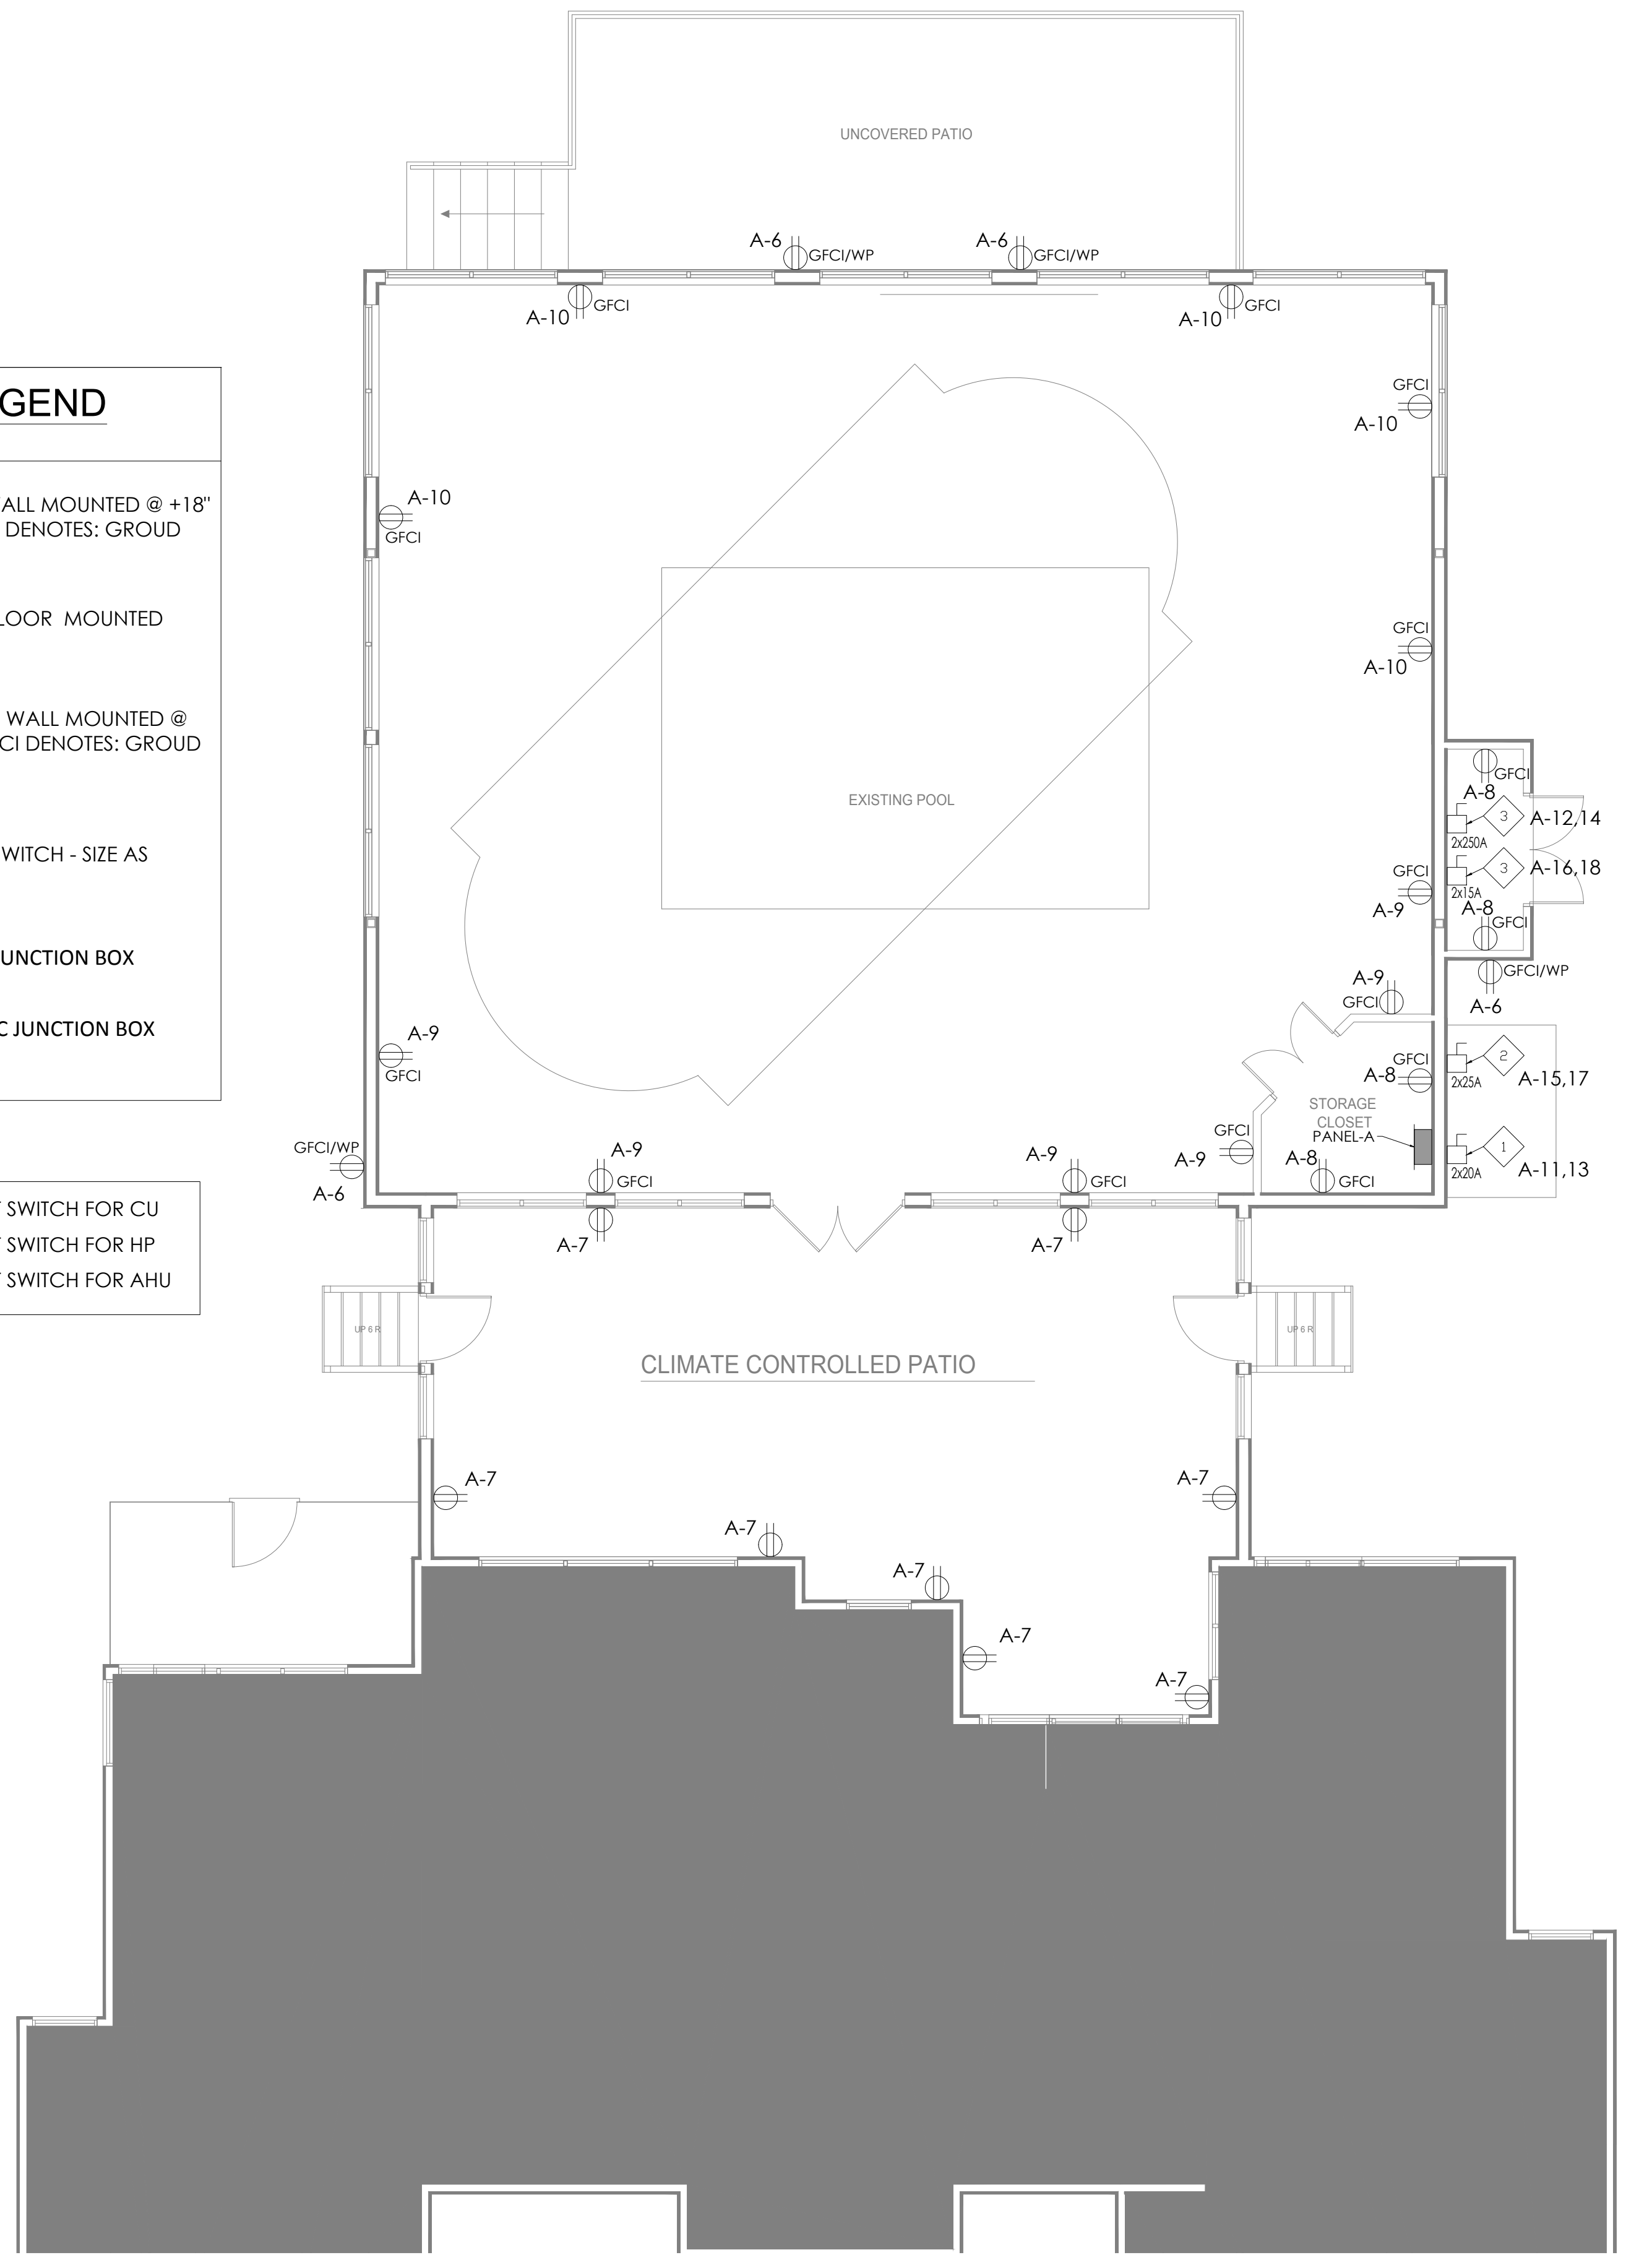 UNCOVERED PATIO
A-6
GFCI/WP
A-6
GFCI/WP
A-10
GFCI
A-10
GFCI
GEND
ALL MOUNTED @ +18"
DENOTES: GROUD
LOOR MOUNTED
WALL MOUNTED @
CI DENOTES: GROUD
WITCH - SIZE AS
UNCTION BOX
C JUNCTION BOX
SWITCH FOR CU
SWITCH FOR HP
SWITCH FOR AHU
GFCI
A-10
A-10
GFCI
GFCI
A-10
EXISTING POOL
GFCI
A-8
3
A-12,14
2x250A
3
A-16,18
2x15A
A-8
GFCI
GFCI
A-9
GFCI/WP
A-6
A-9
GFCI
A-9
GFCI
GFCI
A-8
STORAGE
CLOSET
PANEL-A
2
2x25A
A-15,17
1
2x20A
A-11,13
GFCI/WP
A-6
A-9
GFCI
A-9
GFCI
GFCI
A-9
A-8
GFCI
A-7
A-7
UP 6 R
UP 6 R
CLIMATE CONTROLLED PATIO
A-7
A-7
A-7
A-7
A-7
A-7